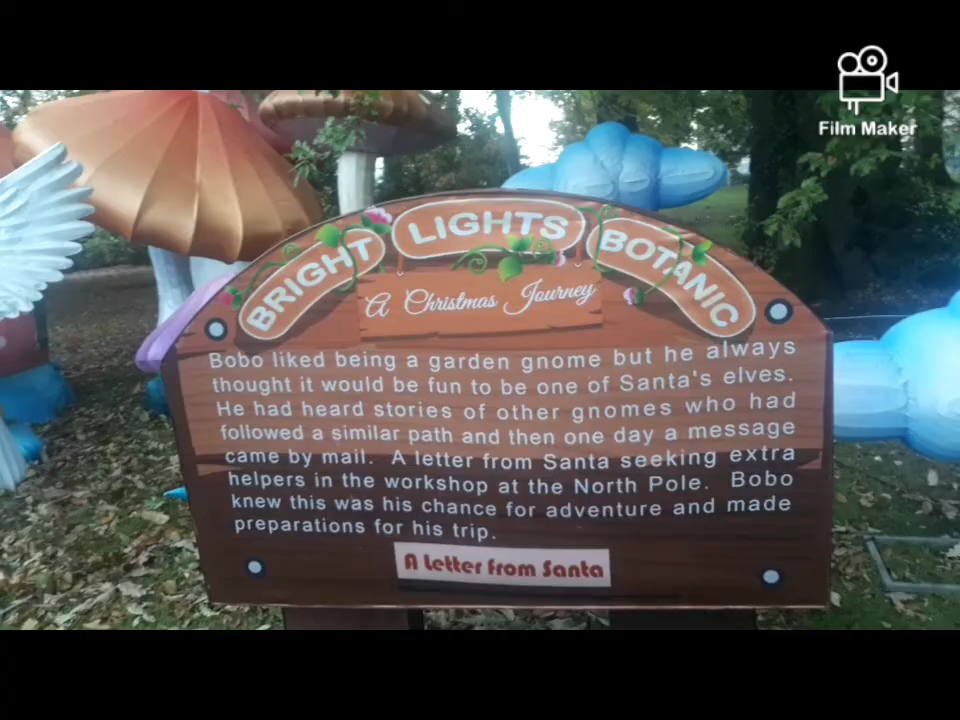 Film Maker
BRIGHT LIGHTS BOTANIC
A Christmas Journey
Bobo liked being a garden gnome but he always
thought it would be fun to be one of Santa's elves.
He had heard stories of other gnomes who had
followed a similar path and then one day a message
came by mail. A letter from Santa seeking extra
helpers in the workshop at the North Pole. Bobo
knew this was his chance for adventure and made
preparations for his trip.
A Letter from Santa